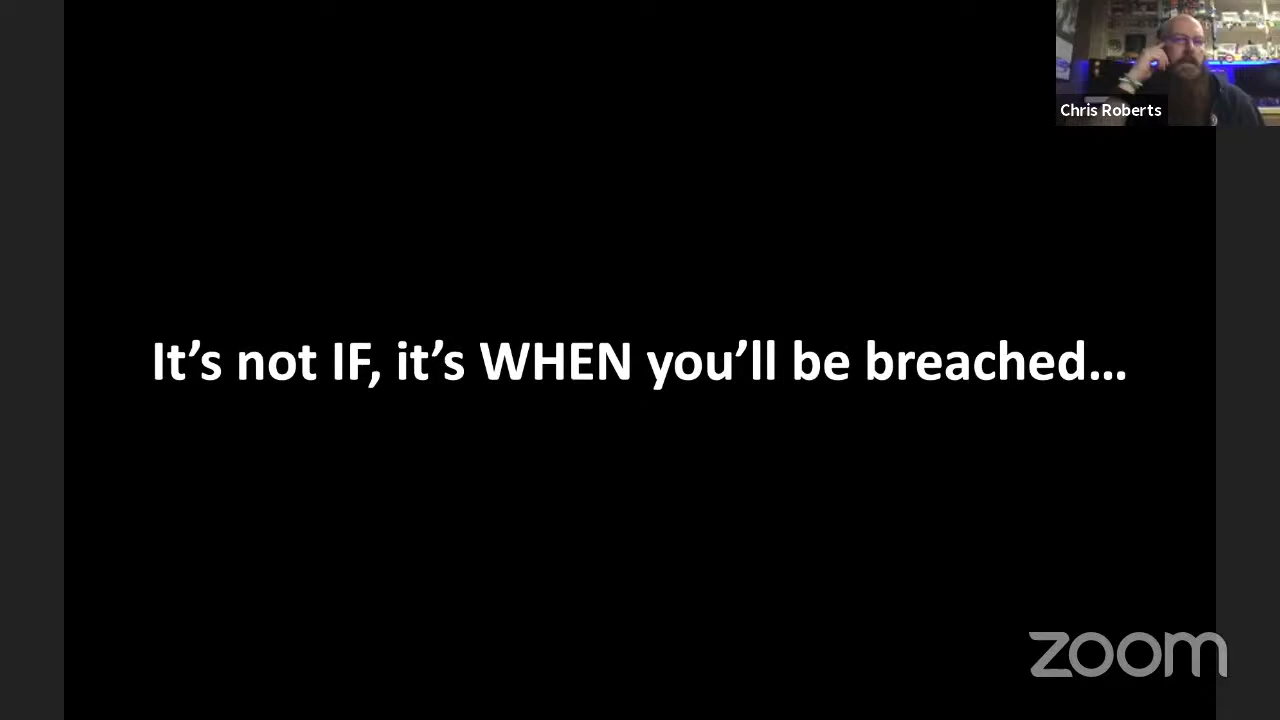 Chris Roberts
It’s not IF, it’s WHEN you’ll be breached…
zoom